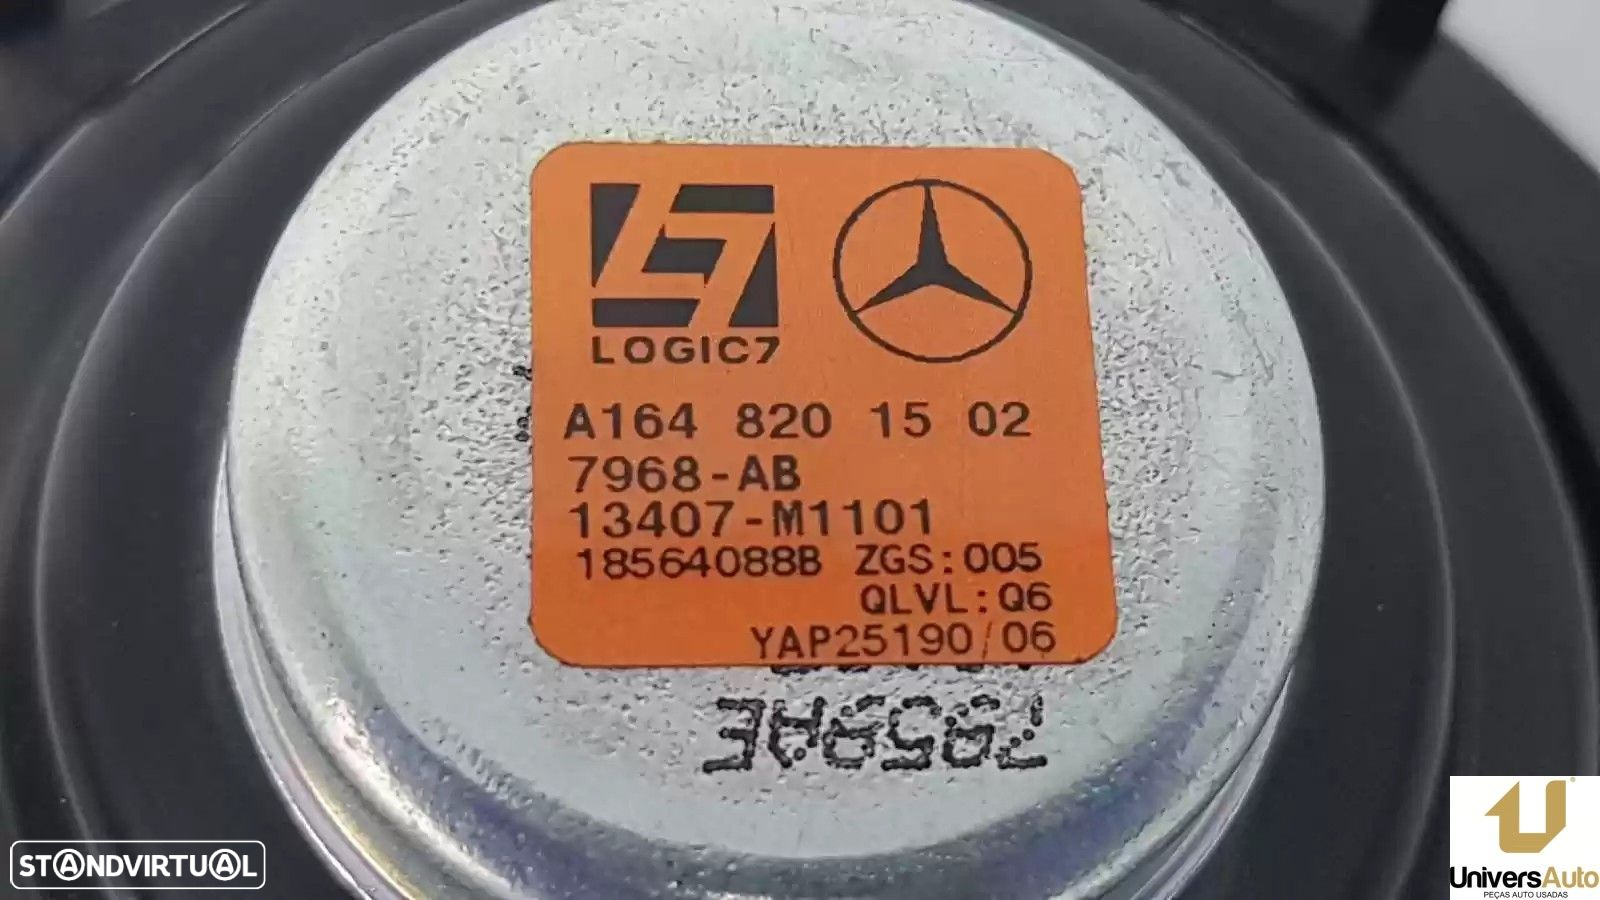 LOGIC7
A164 820 15 02
7968-AB
13407-M1101
18564088B ZGS:005
QLVL:Q6
YAP25190/06
STANDVIRTUAL
UniversAuto
PEÇAS AUTO USADAS